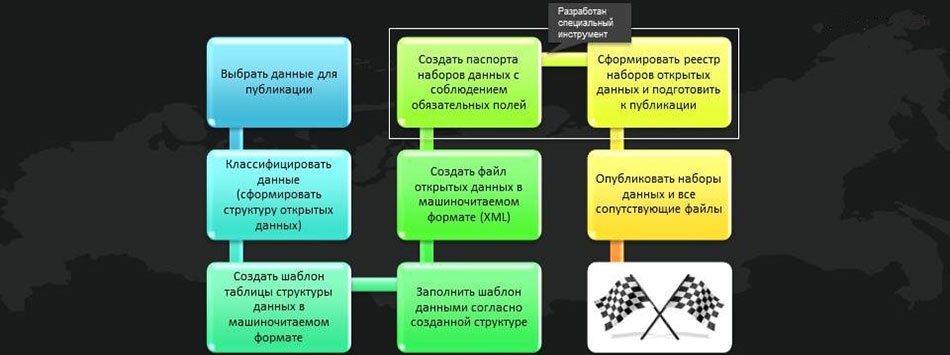 Разработан
специальный
инструмент
Выбрать данные для
публикации
Классифицировать
данные
(сформировать
структуру открытых
данных)
Создать шаблон
таблицы структуры
данных в
машиночитаемом
формате
Заполнить шаблон
данными согласно
созданной структуре
Создать файл
открытых данных в
машиночитаемом
формате (XML)
Создать паспорта
наборов данных с
соблюдением
обязательных полей
Сформировать реестр
наборов открытых
данных и подготовить
к публикации
Опубликовать наборы
данных и все
сопутствующие файлы